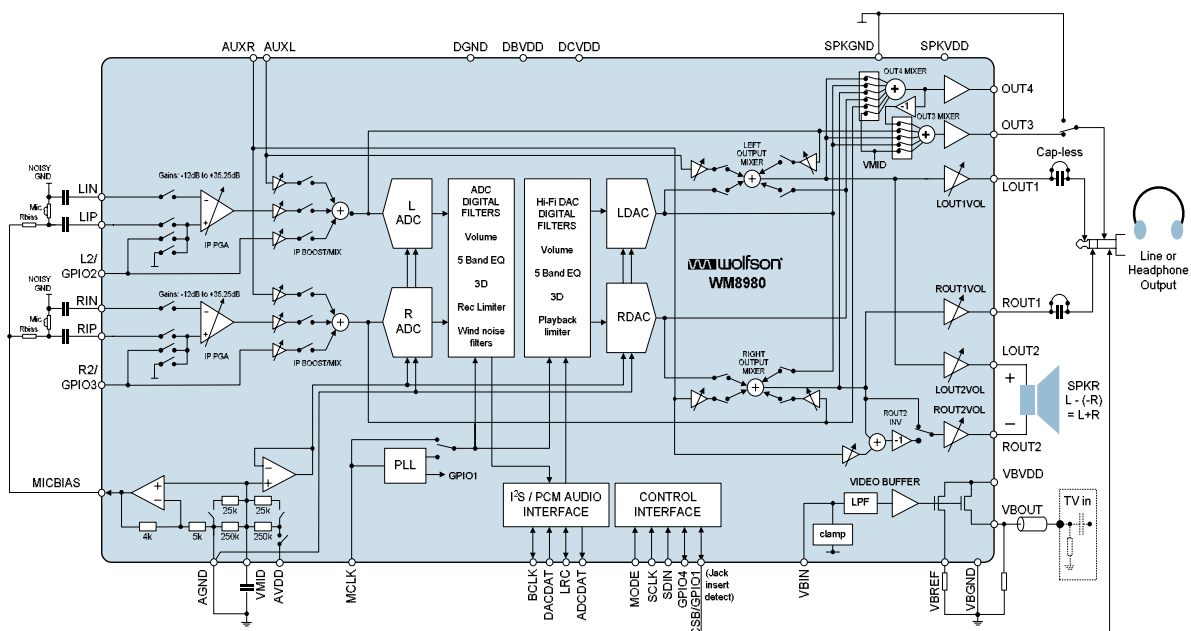 AUXR AUXL DGND DBVDD DCVDD SPKGND SPKVDD
OUT4 MIXER
OUT4
-1
OUT3 MIXER
OUT3
VMID
Cap-less
LEFT
OUTPUT
MIXER
NOISY
GND
Gains: -12dB to +35.25dB
LIN
Mic
Rbias
LIP
IP PGA
IP BOOST/MIX
L2/
GPIO2
L
ADC
ADC
DIGITAL
FILTERS
Volume
5 Band EQ
3D
Rec Limiter
Wind noise
filters
Hi-Fi DAC
DIGITAL
FILTERS
Volume
5 Band EQ
3D
Playback
limiter
LDAC
LOUT1
LOUT1VOL
wolfson
WM8980
Line or
Headphone
Output
NOISY
GND
Gains: -12dB to +35.25dB
RIN
Mic
Rbias
RIP
IP PGA
IP BOOST/MIX
R2/
GPIO3
R
ADC
RDAC
ROUT1VOL
ROUT1
RIGHT
OUTPUT
MIXER
LOUT2
LOUT2VOL
SPKR
L - (-R)
= L+R
ROUT2
INV
-1
ROUT2VOL
ROUT2
PLL
GPIO1
MICBIAS
25k 25k
4k 5k 250k 250k
I²S / PCM AUDIO
INTERFACE
CONTROL
INTERFACE
VIDEO BUFFER
LPF
clamp
VBVDD
VBOUT
TV in
AGND
VMID
AVDD
MCLK
BCLK
DACDAT
LRC
ADCDAT
MODE
SCLK
SDIN
GPIO4
CSB/GPIO1
(Jack
insert
detect)
VBIN
VBREF
VBGND